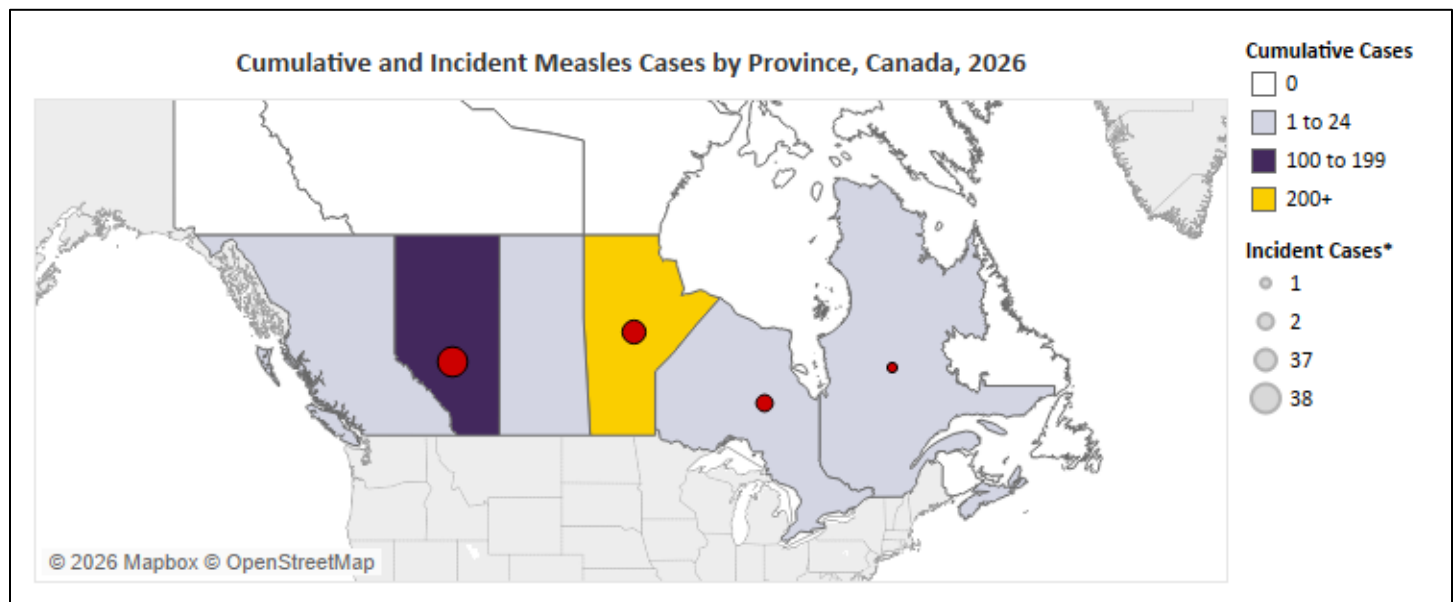 Cumulative and Incident Measles Cases by Province, Canada, 2026
Cumulative Cases
0
1 to 24
100 to 199
200+
Incident Cases*
1
2
37
38
© 2026 Mapbox © OpenStreetMap